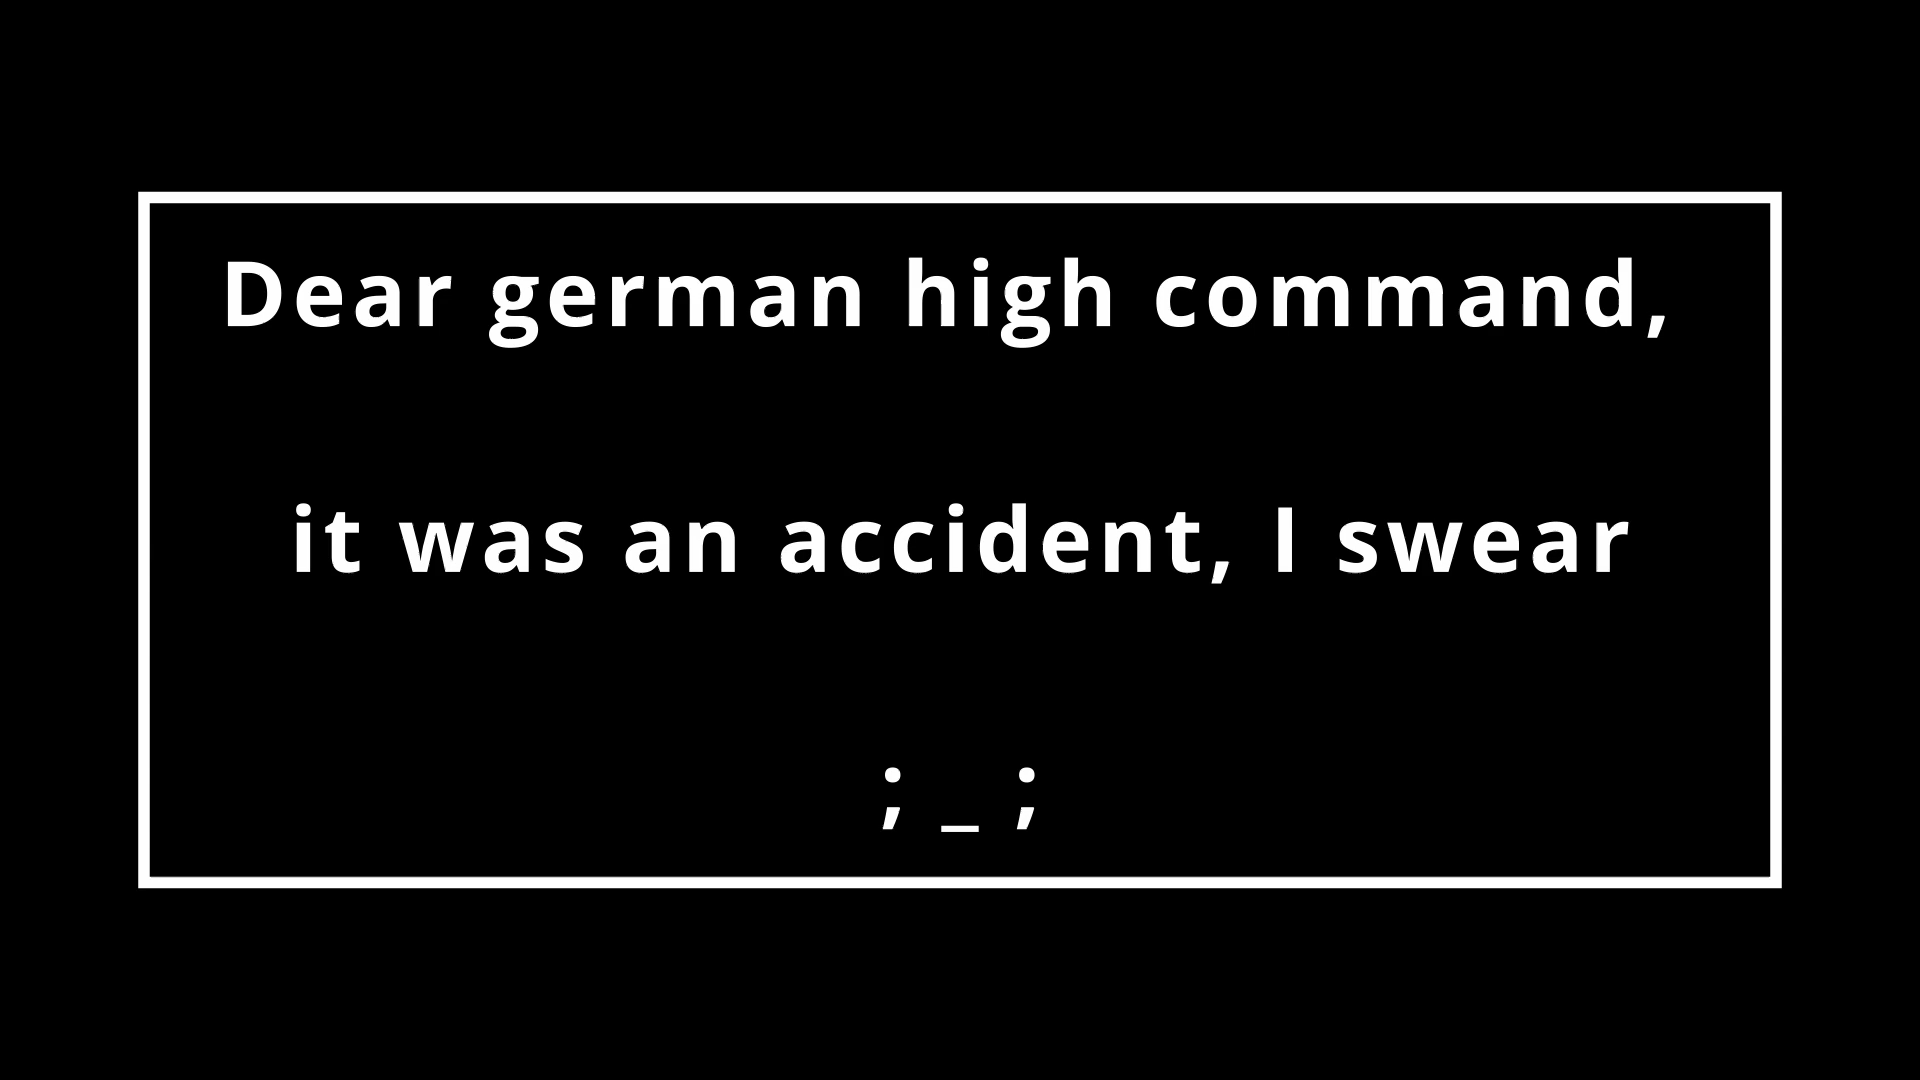 Dear german high command,
it was an accident, I swear
; _ ;